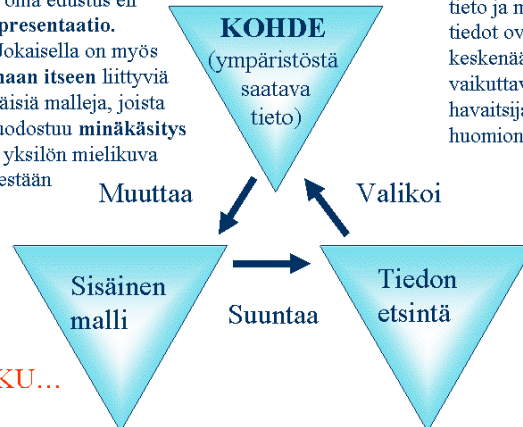 oma edustus eli
presentaatio.
Jokaisella on myös
maan itseen liittyviä
äisiä malleja, joista
uodostuu minäkäsitys
yksilön mielikuva
estään
KOHDE
(ympäristöstä
saatava
tieto)
tieto ja m
tiedot ov
keskenää
vaikuttav
havaitsija
huomion
Muuttaa
Valikoi
Sisäinen
malli
Suuntaa
Tiedon
etsintä
KU...